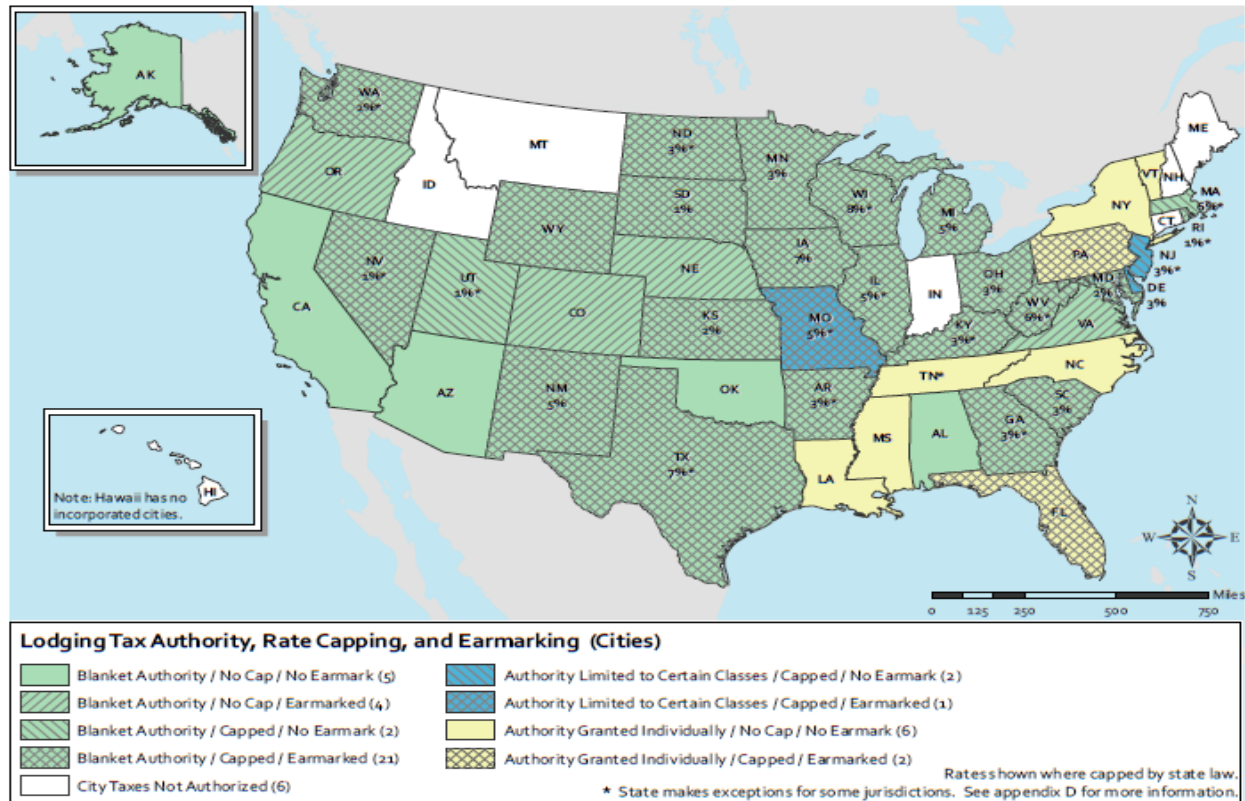 AK
WA
2%*
MT
ND
3%*
MN
3%
ME
OR
ID
SD
1%
WI
8%*
MI
5%
VT
NH
NY
MA
6%*
CT
RI
1%*
WY
IA
7%
NV
1%*
UT
1%*
NE
IL
5%*
IN
OH
3%
PA
NJ
3%*
MD
2%
DE
3%
CA
CO
KS
2%
MO
5%*
KY
3%*
WV
6%*
VA
AZ
NM
5%
OK
AR
3%*
TN*
NC
SC
3%
TX
7%*
LA
MS
AL
GA
3%*
FL
HI
Note: Hawaii has no
incorporated cities.
N
W E
S
Miles
0 125 250 500 750
Lodging Tax Authority, Rate Capping, and Earmarking (Cities)
Blanket Authority / No Cap / No Earmark (5)
Blanket Authority / No Cap / Earmarked (4)
Blanket Authority / Capped / No Earmark (2)
Blanket Authority / Capped / Earmarked (21)
City Taxes Not Authorized (6)
Authority Limited to Certain Classes / Capped / No Earmark (2)
Authority Limited to Certain Classes / Capped / Earmarked (1)
Authority Granted Individually / No Cap / No Earmark (6)
Authority Granted Individually / Capped / Earmarked (2)
Rates shown where capped by state law.
* State makes exceptions for some jurisdictions. See appendix D for more information.